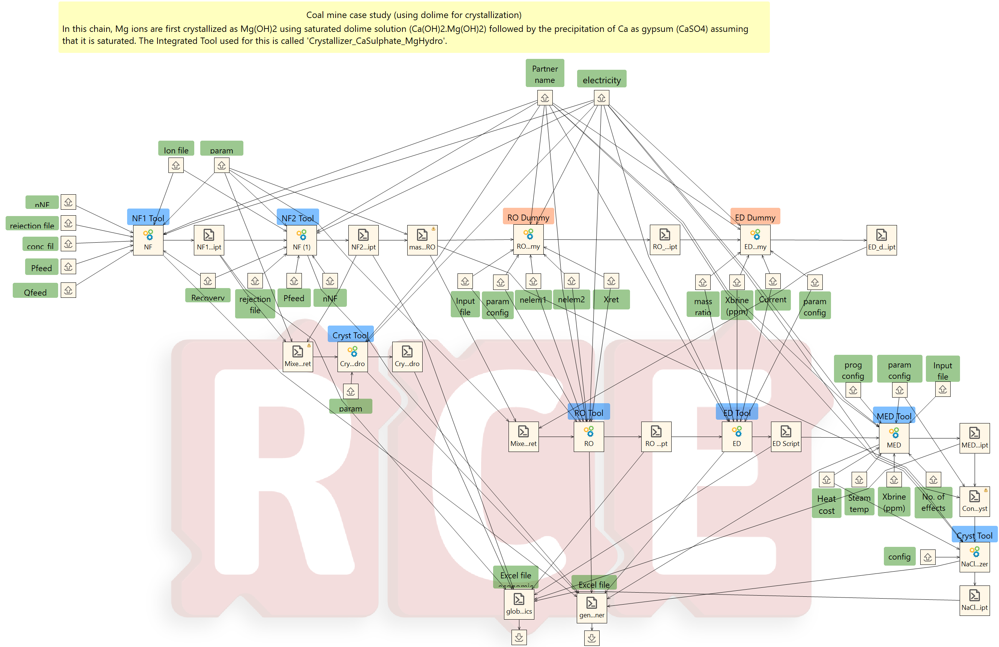 Coal mine case study (using dolime for crystallization)
In this chain, Mg ions are first crystallized as Mg(OH)2 using saturated dolime solution (Ca(OH)2.Mg(OH)2) followed by the precipitation of Ca as gypsum (CaSO4) assuming
that it is saturated. The Integrated Tool used for this is called 'Crystallizer_CaSulphate_MgHydro'.
Partner
name
electricity
Ion file
param
nNF
rejection file
conc_fil
Pfeed
Qfeed
NF1 Tool
NF2 Tool
RO Dummy
ED Dummy
NF
NF1...ipt
NF (1)
NF2...ipt
mas...RO
RO...my
RO_...ipt
ED...my
ED_d...ipt
Recovery
rejection
file
Pfeed
nNF
Input
file
param
config
nelem1
nelem2
Xret
mass
ratio
Xbrine
(ppm)
Current
param
config
Cryst Tool
Mixe...ret
Cry...dro
Cry...dro
param
prog
config
param
config
Input
file
RO Tool
ED Tool
MED Tool
Mixe...ret
RO
RO ...pt
ED
ED Script
MED
MED...ipt
Heat
cost
Steam
temp
Xbrine
(ppm)
No. of
effects
Con...yst
Cryst Tool
config
NaCl...zer
Excel file
economic
Excel file
glob...ics
gen...ner
NaCl...ipt
RCE